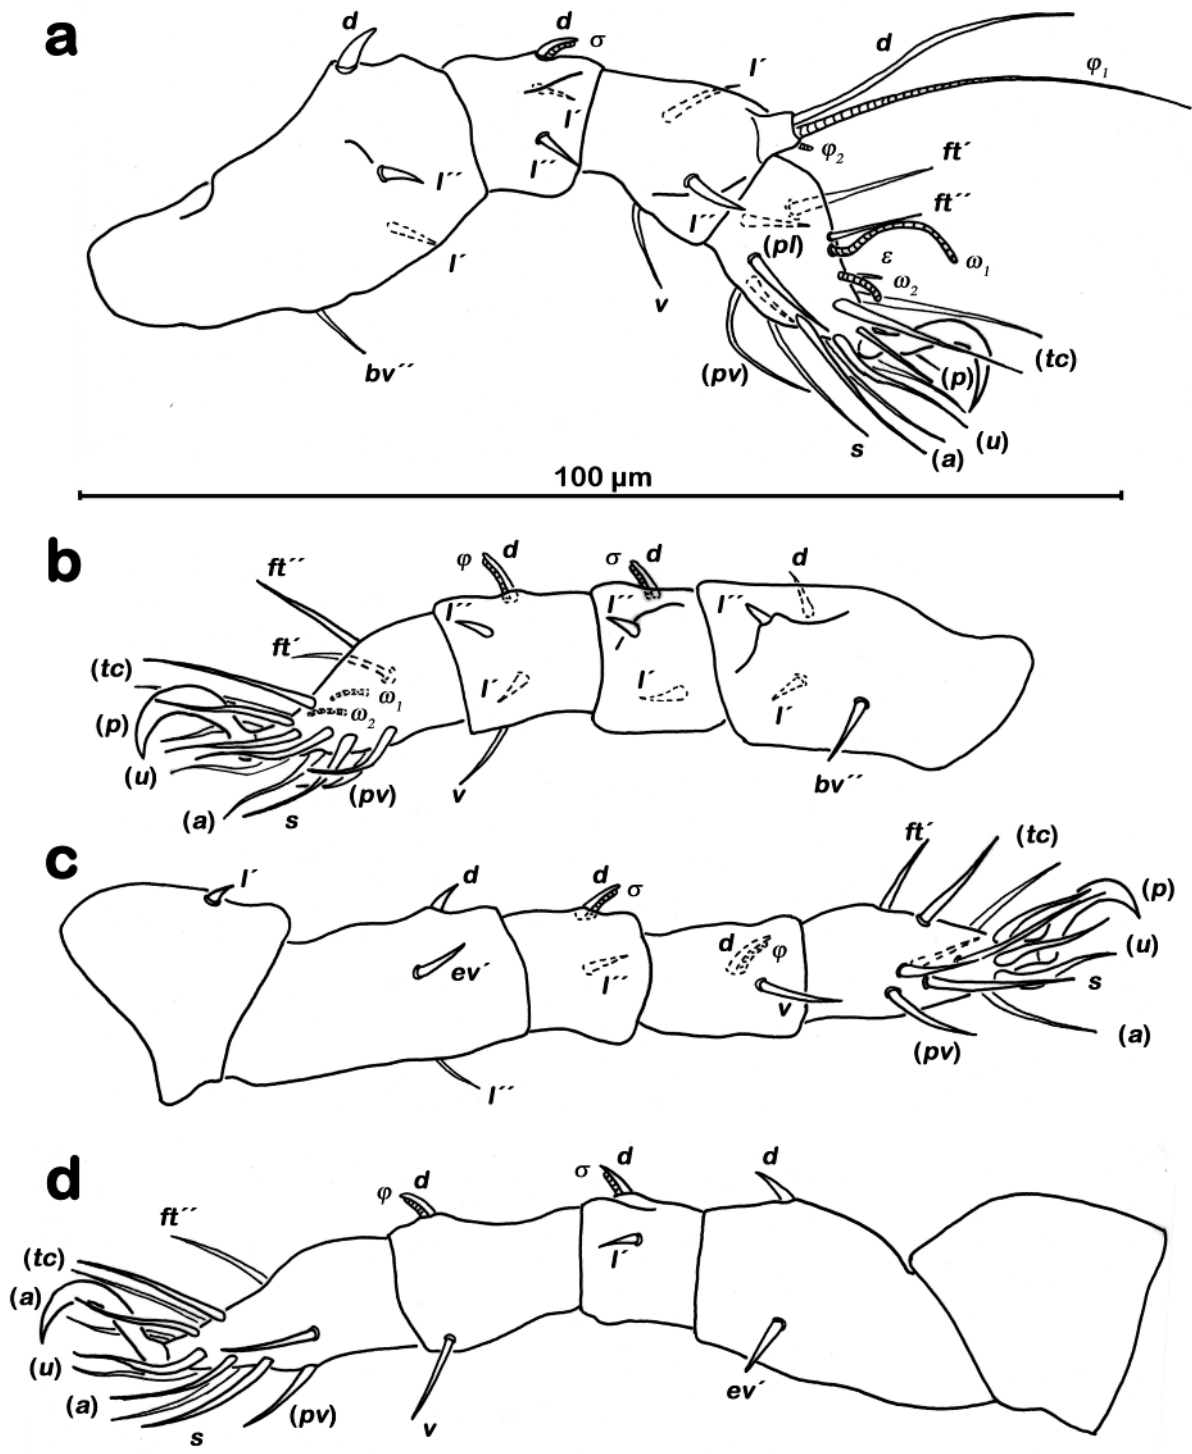 a
d
d σ
l´
d
φ1
l´
φ2
ft´
l´´
l´´
ft´´
l´´
(pl)
ε
ω1
l´
ω2
v
(tc)
bv´´
(pv)
(p)
s
(a)
(u)
100 µm
b
ft´´
φ d
σ d
d
l´´
l´´
l´´
ft´
(tc)
l´
l´
l´
ω1
ω2
(p)
(u)
bv´´
v
(pv)
(a)
s
c
ft´
(tc)
l´
d
d σ
(p)
d φ
(u)
ev´
l´´
s
v
(a)
(pv)
l´´
d
σ d
d
φ d
ft´´
(tc)
l´
(a)
(u)
ev´
(a)
(pv)
v
s